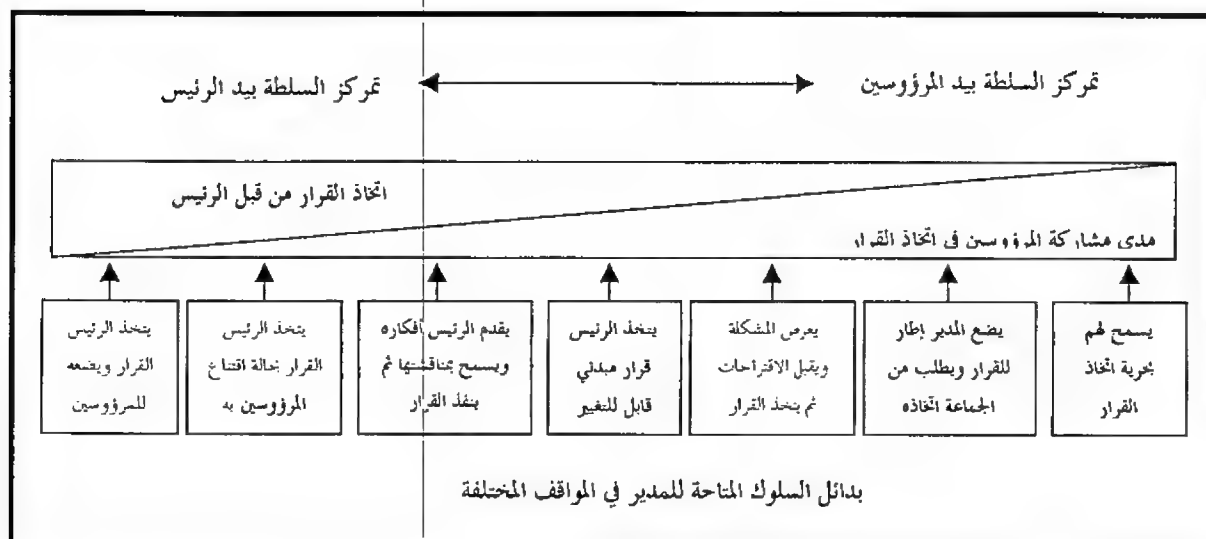 تمركز السلطة بيد المرؤوسين
تمركز السلطة بيد الرئيس
اتخاذ القرار من قبل الرئيس
مدى مشاركة المرؤوسين في اتخاذ القرار
يسمح لهم
بحرية اتخاذ
القرار
يضع المدير إطار
للقرار ويطلب من
الجماعة اتخاذه
يعرض المشكلة
ويقبل الاقتراحات
ثم يتخذ القرار
يتخذ الرئيس
قرار مبدئي
قابل للتغيير
يقدم الرئيس أفكاره
ويسمح بمناقشتها ثم
ينفذ القرار
يتخذ الرئيس
القرار بحالة اقتناع
المرؤوسين به
يتخذ الرئيس
القرار ويضعه
للمرؤوسين
بدائل السلوك المتاحة للمدير في المواقف المختلفة